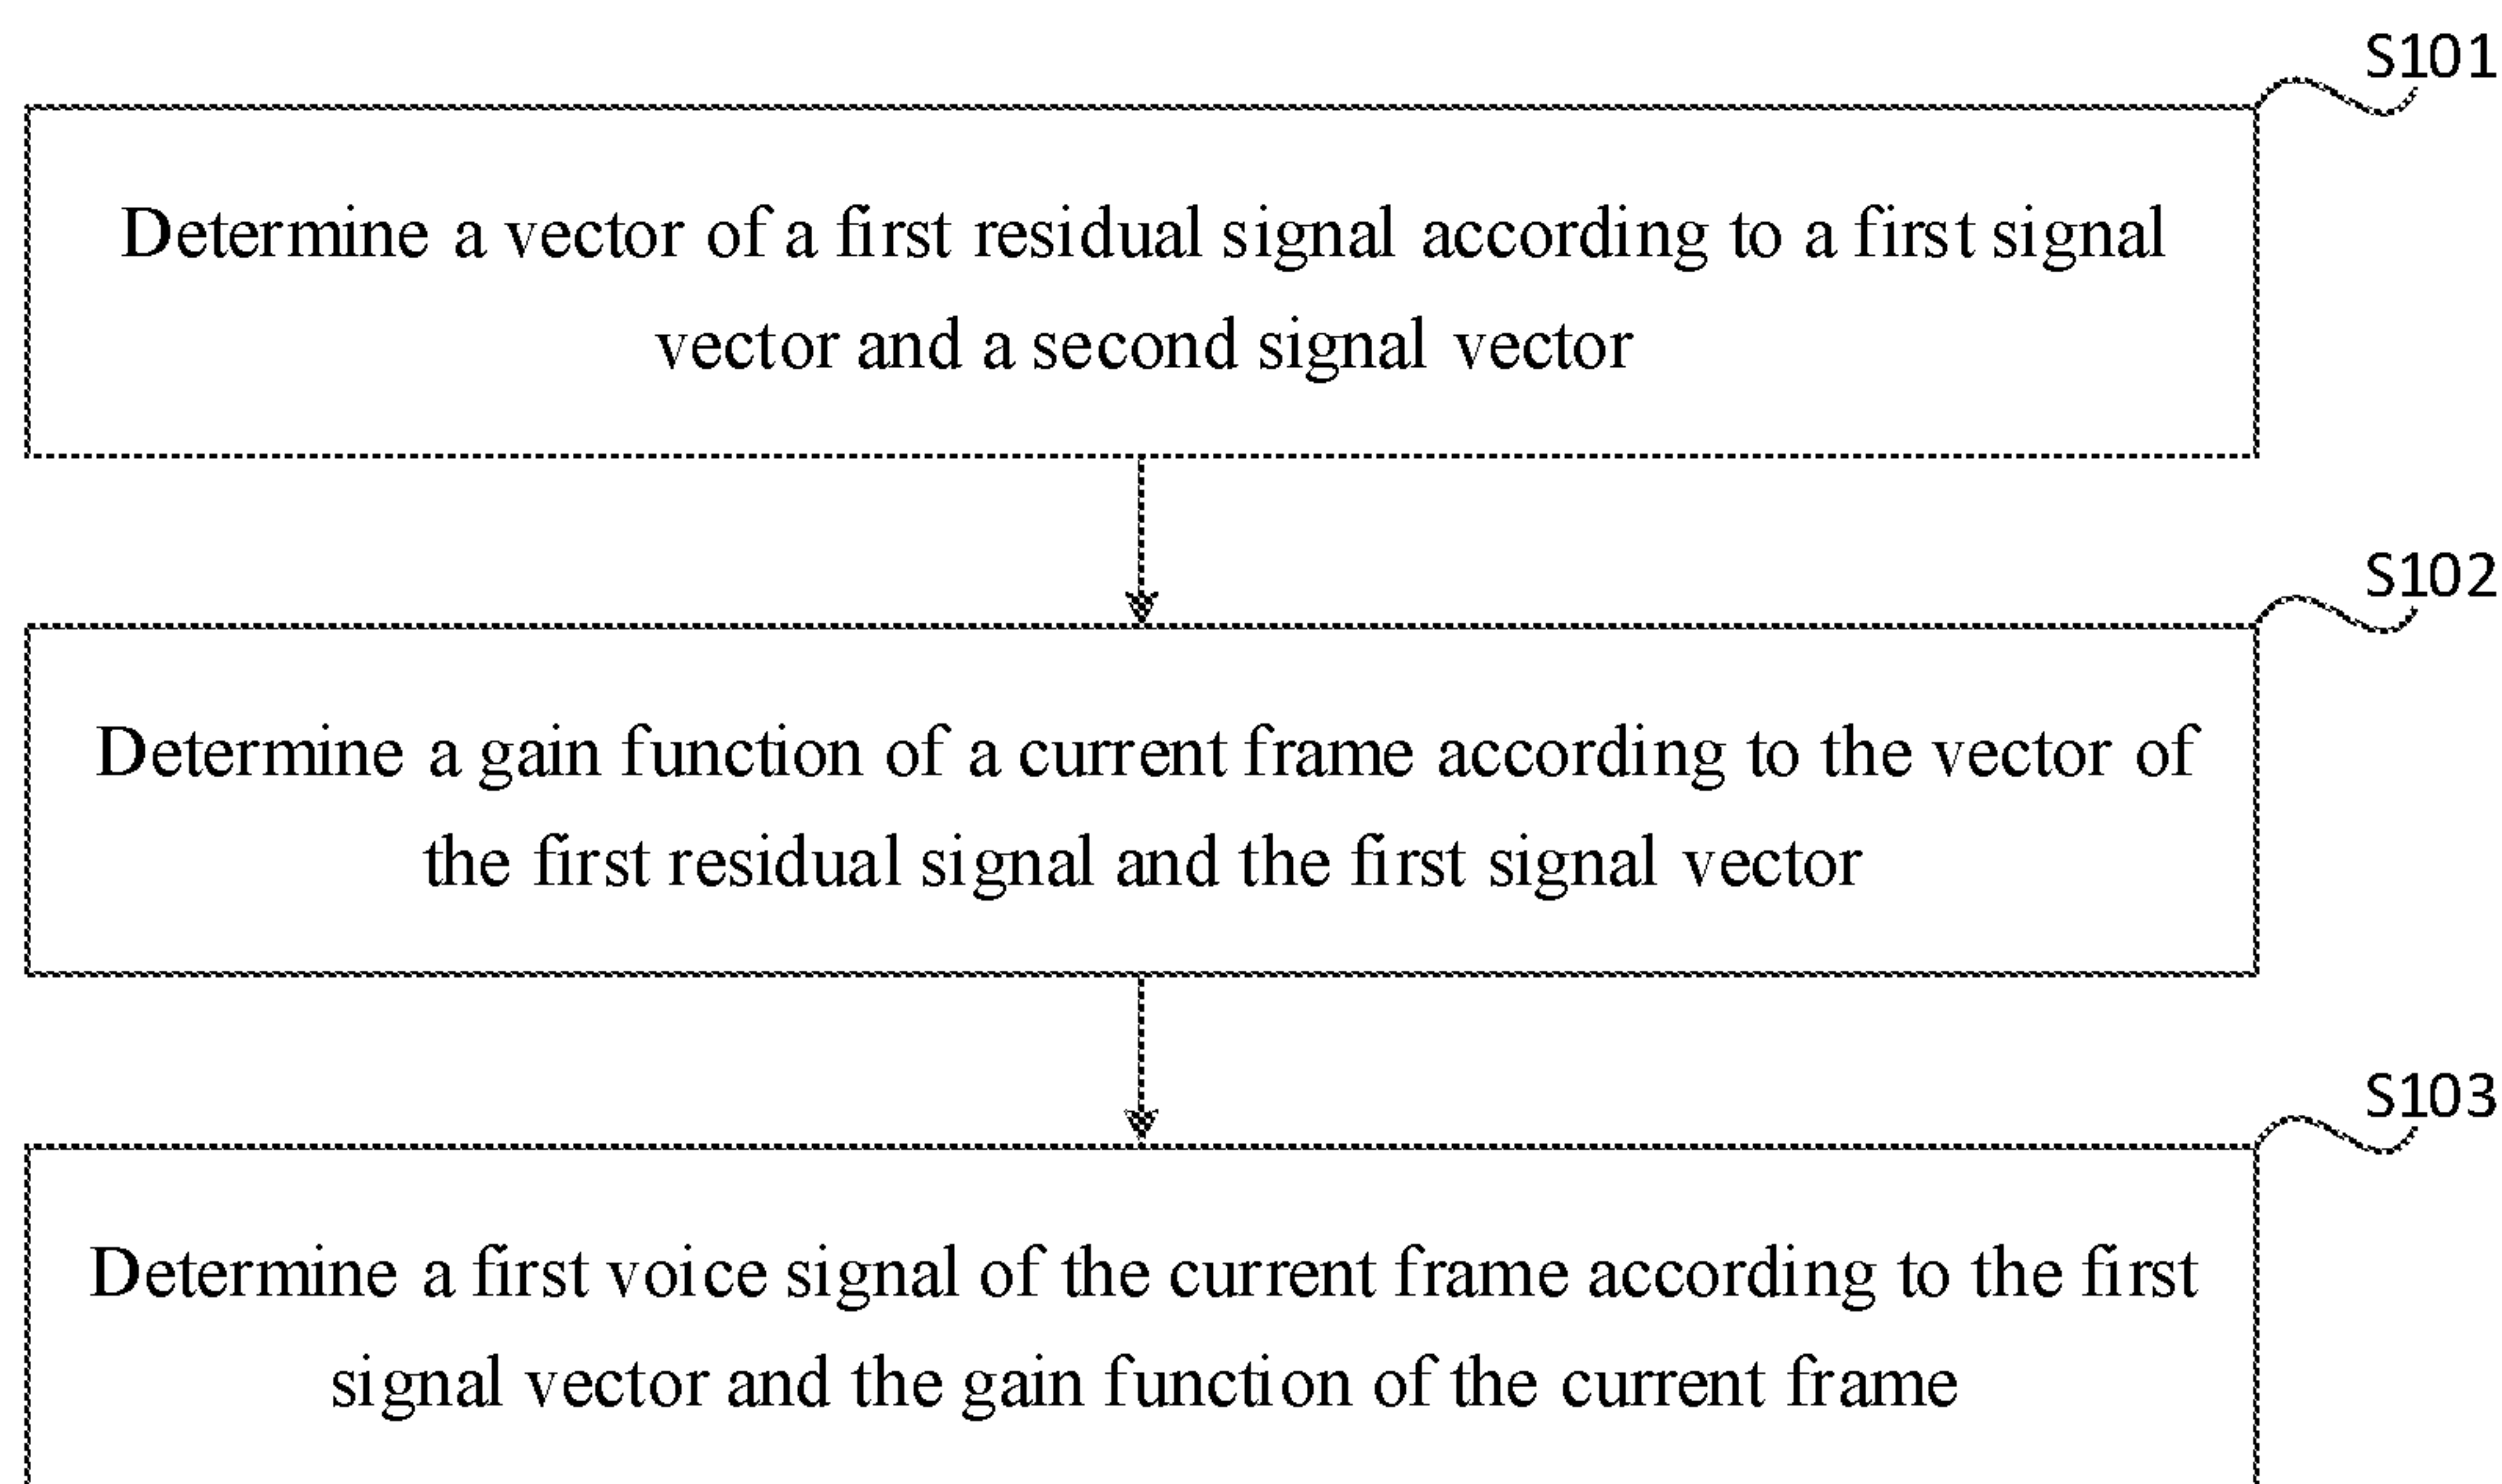 S101
Determine a vector of a first residual signal according to a first signal
vector and a second signal vector
S102
Determine a gain function of a current frame according to the vector of
the first residual signal and the first signal vector
S103
Determine a first voice signal of the current frame according to the first
signal vector and the gain function of the current frame